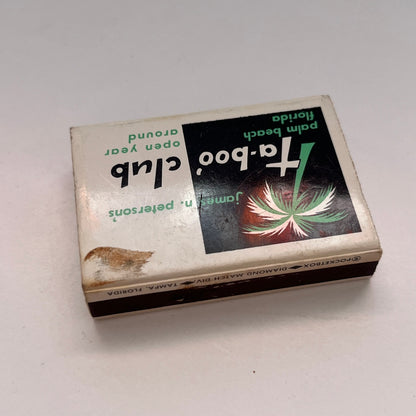 james n. peterson's
ta·boo' club
palm beach
florida
open year
around
®POCKETBOX ◆ DIAMOND MATCH DIV. ◆ TAMPA, FLORIDA